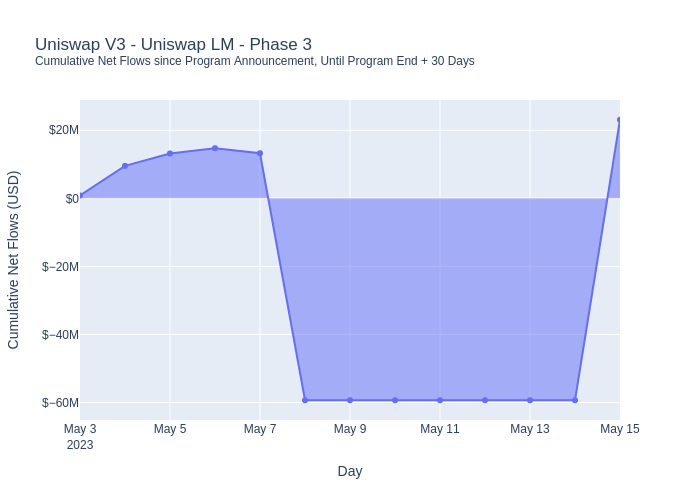 Uniswap V3 - Uniswap LM - Phase 3
Cumulative Net Flows since Program Announcement, Until Program End + 30 Days
Cumulative Net Flows (USD)
$20M
$0
$−20M
$−40M
$−60M
May 3 May 5 May 7 May 9 May 11 May 13 May 15
2023
Day